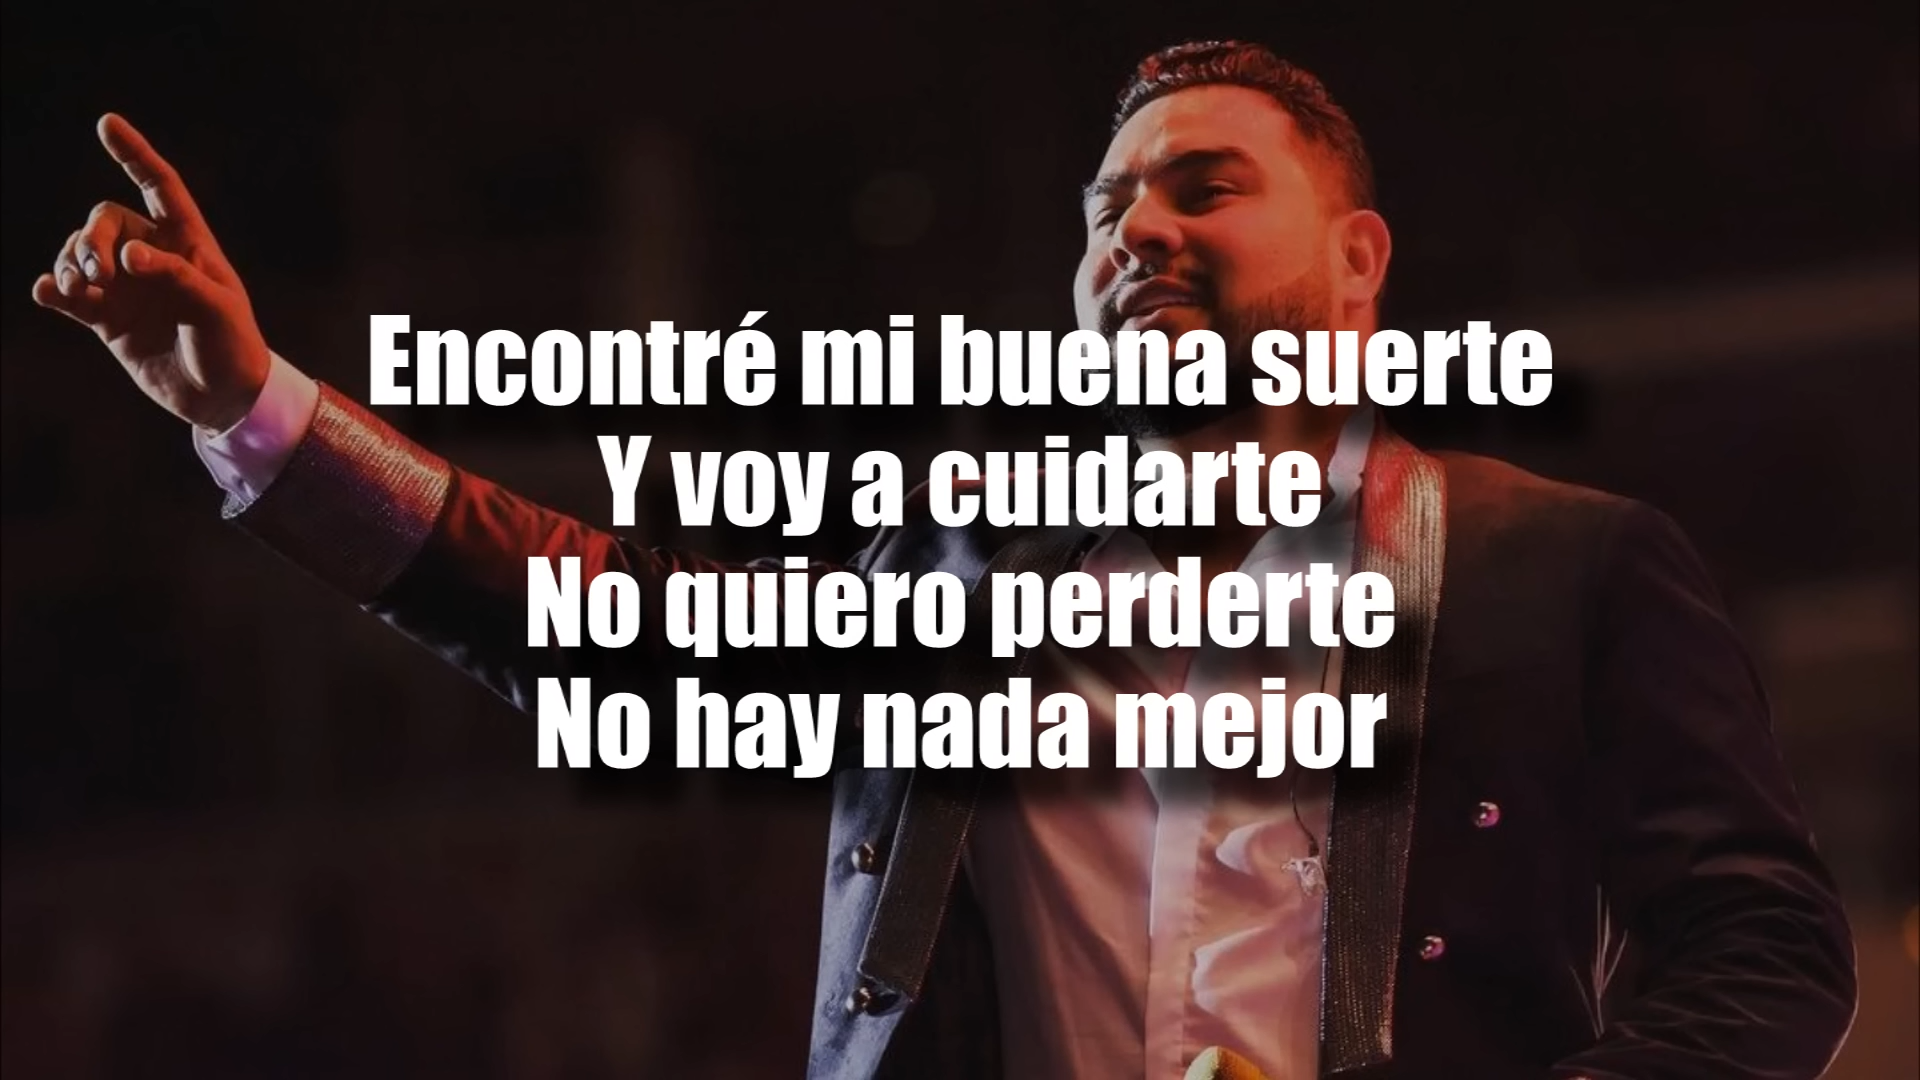 Encontré mi buena suerte
Y voy a cuidarte
No quiero perderte
No hay nada mejor